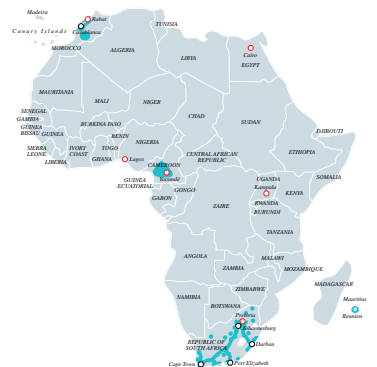 Madeira
Rabat
Canary Islands
Casablanca
TUNISIA
MOROCCO
ALGERIA
Cairo
LIBYA
EGYPT
MAURITANIA
MALI
NIGER
SENEGAL
CHAD
GAMBIA
BURKINA FASO
SUDAN
GUINEA
BISSAU
GUINEA
DJIBOUTI
BENIN
NIGERIA
SIERRA
LEONE
IVORY
COAST
TOGO
ETHIOPIA
LIBERIA
GHANA
Lagos
CENTRAL AFRICAN
REPUBLIC
CAMEROON
Yaoundé
SOMALIA
GUINEA
ECUATORIAL
UGANDA
Kampala
GONGO
KENYA
GABON
RWANDA
ZAIRE
BURUNDI
TANZANIA
ANGOLA
MALAWI
ZAMBIA
MOZAMBIQUE
MADAGASCAR
ZIMBABWE
NAMIBIA
Mauritius
BOTSWANA
Reunion
Pretoria
Johannesburg
REPUBLIC OF
SOUTH AFRICA
Durban
Cape Town
Port Elizabeth